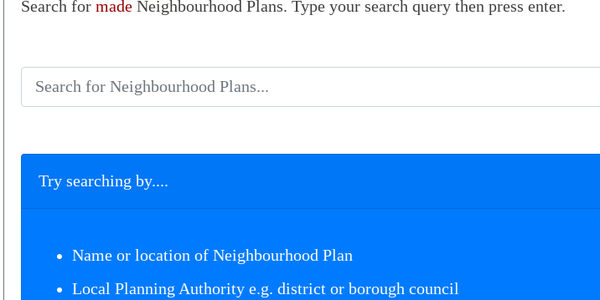 Search for made Neighbourhood Plans. Type your search query then press enter.
Search for Neighbourhood Plans...
Try searching by....
Name or location of Neighbourhood Plan
Local Planning Authority e.g. district or borough council